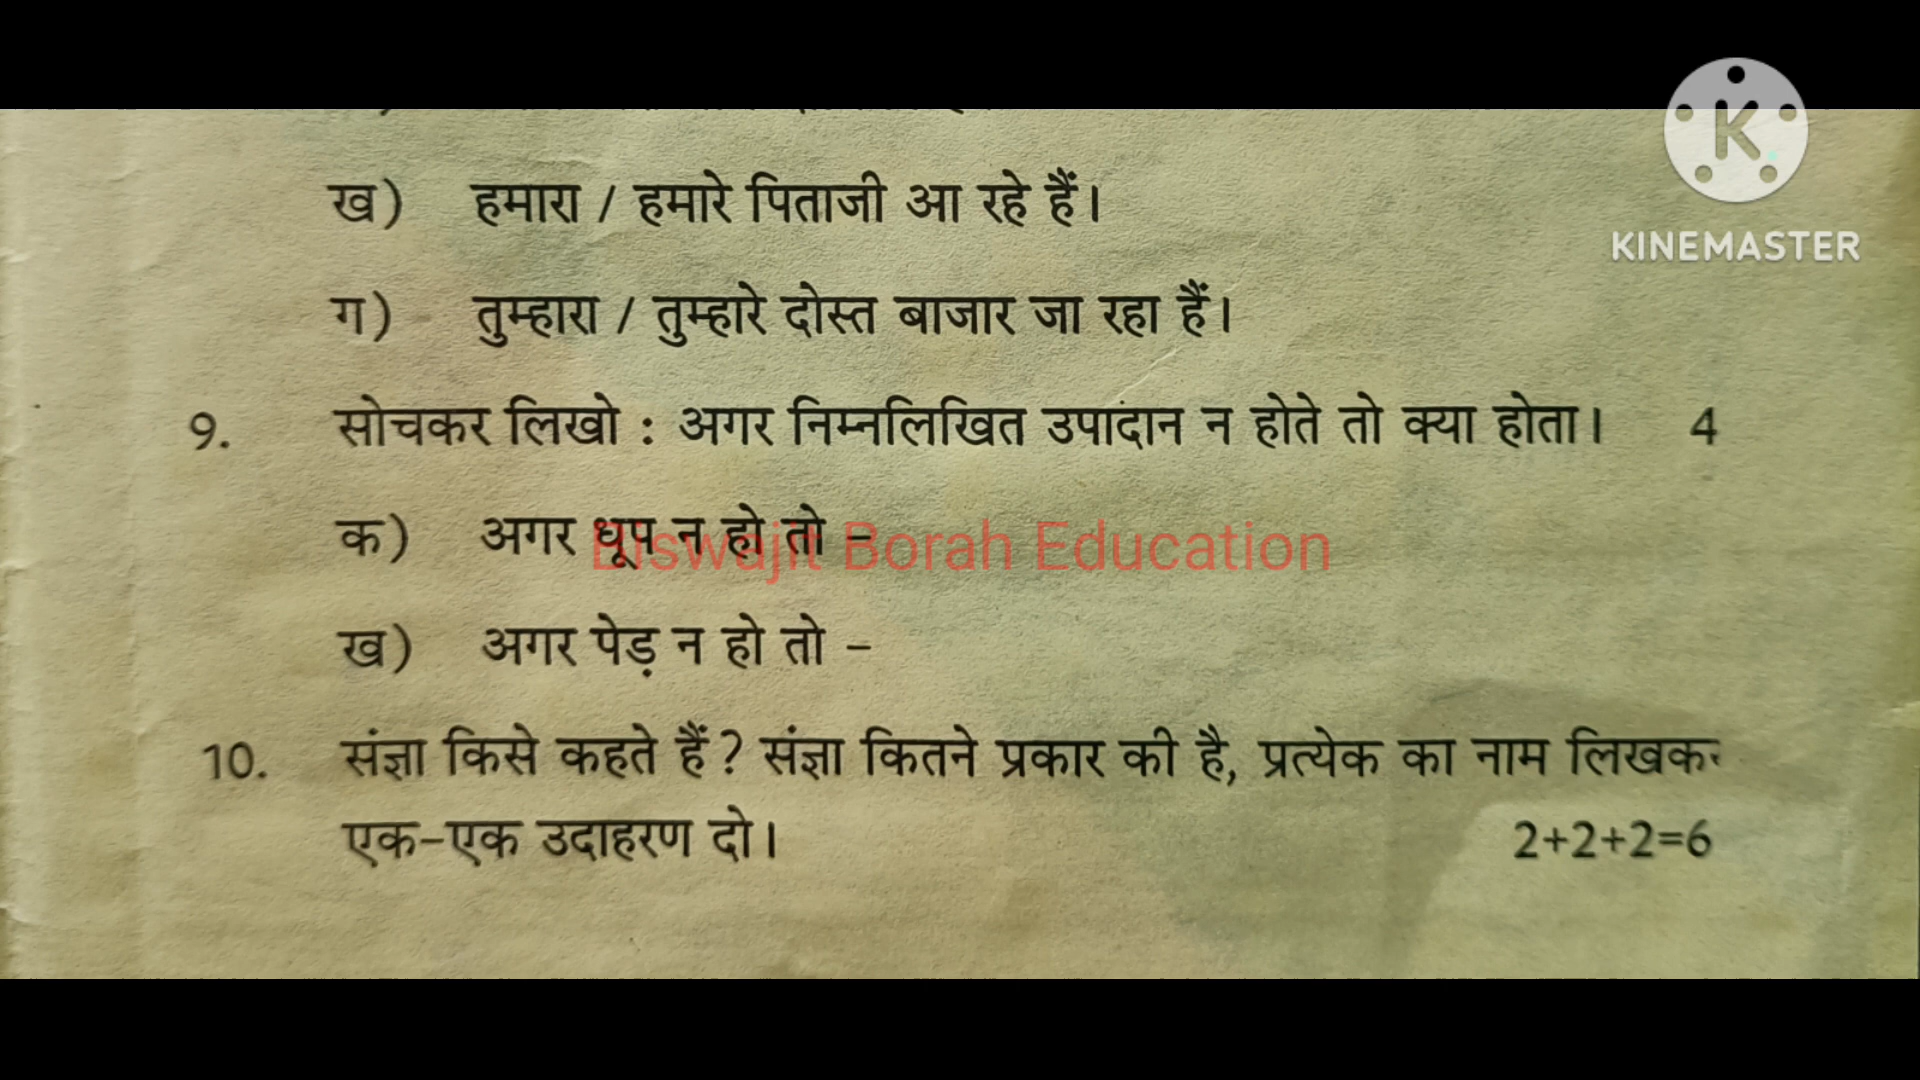 K
KINEMASTER
ख) हमारा / हमारे पिताजी आ रहे हैं।
ग) तुम्हारा / तुम्हारे दोस्त बाजार जा रहा हैं।
9. सोचकर लिखो : अगर निम्नलिखित उपादान न होते तो क्या होता। 4
क) अगर धूप न हो तो –
Biswajit Borah Education
ख) अगर पेड़ न हो तो –
10. संज्ञा किसे कहते हैं? संज्ञा कितने प्रकार की है, प्रत्येक का नाम लिखकर
एक-एक उदाहरण दो। 2+2+2=6